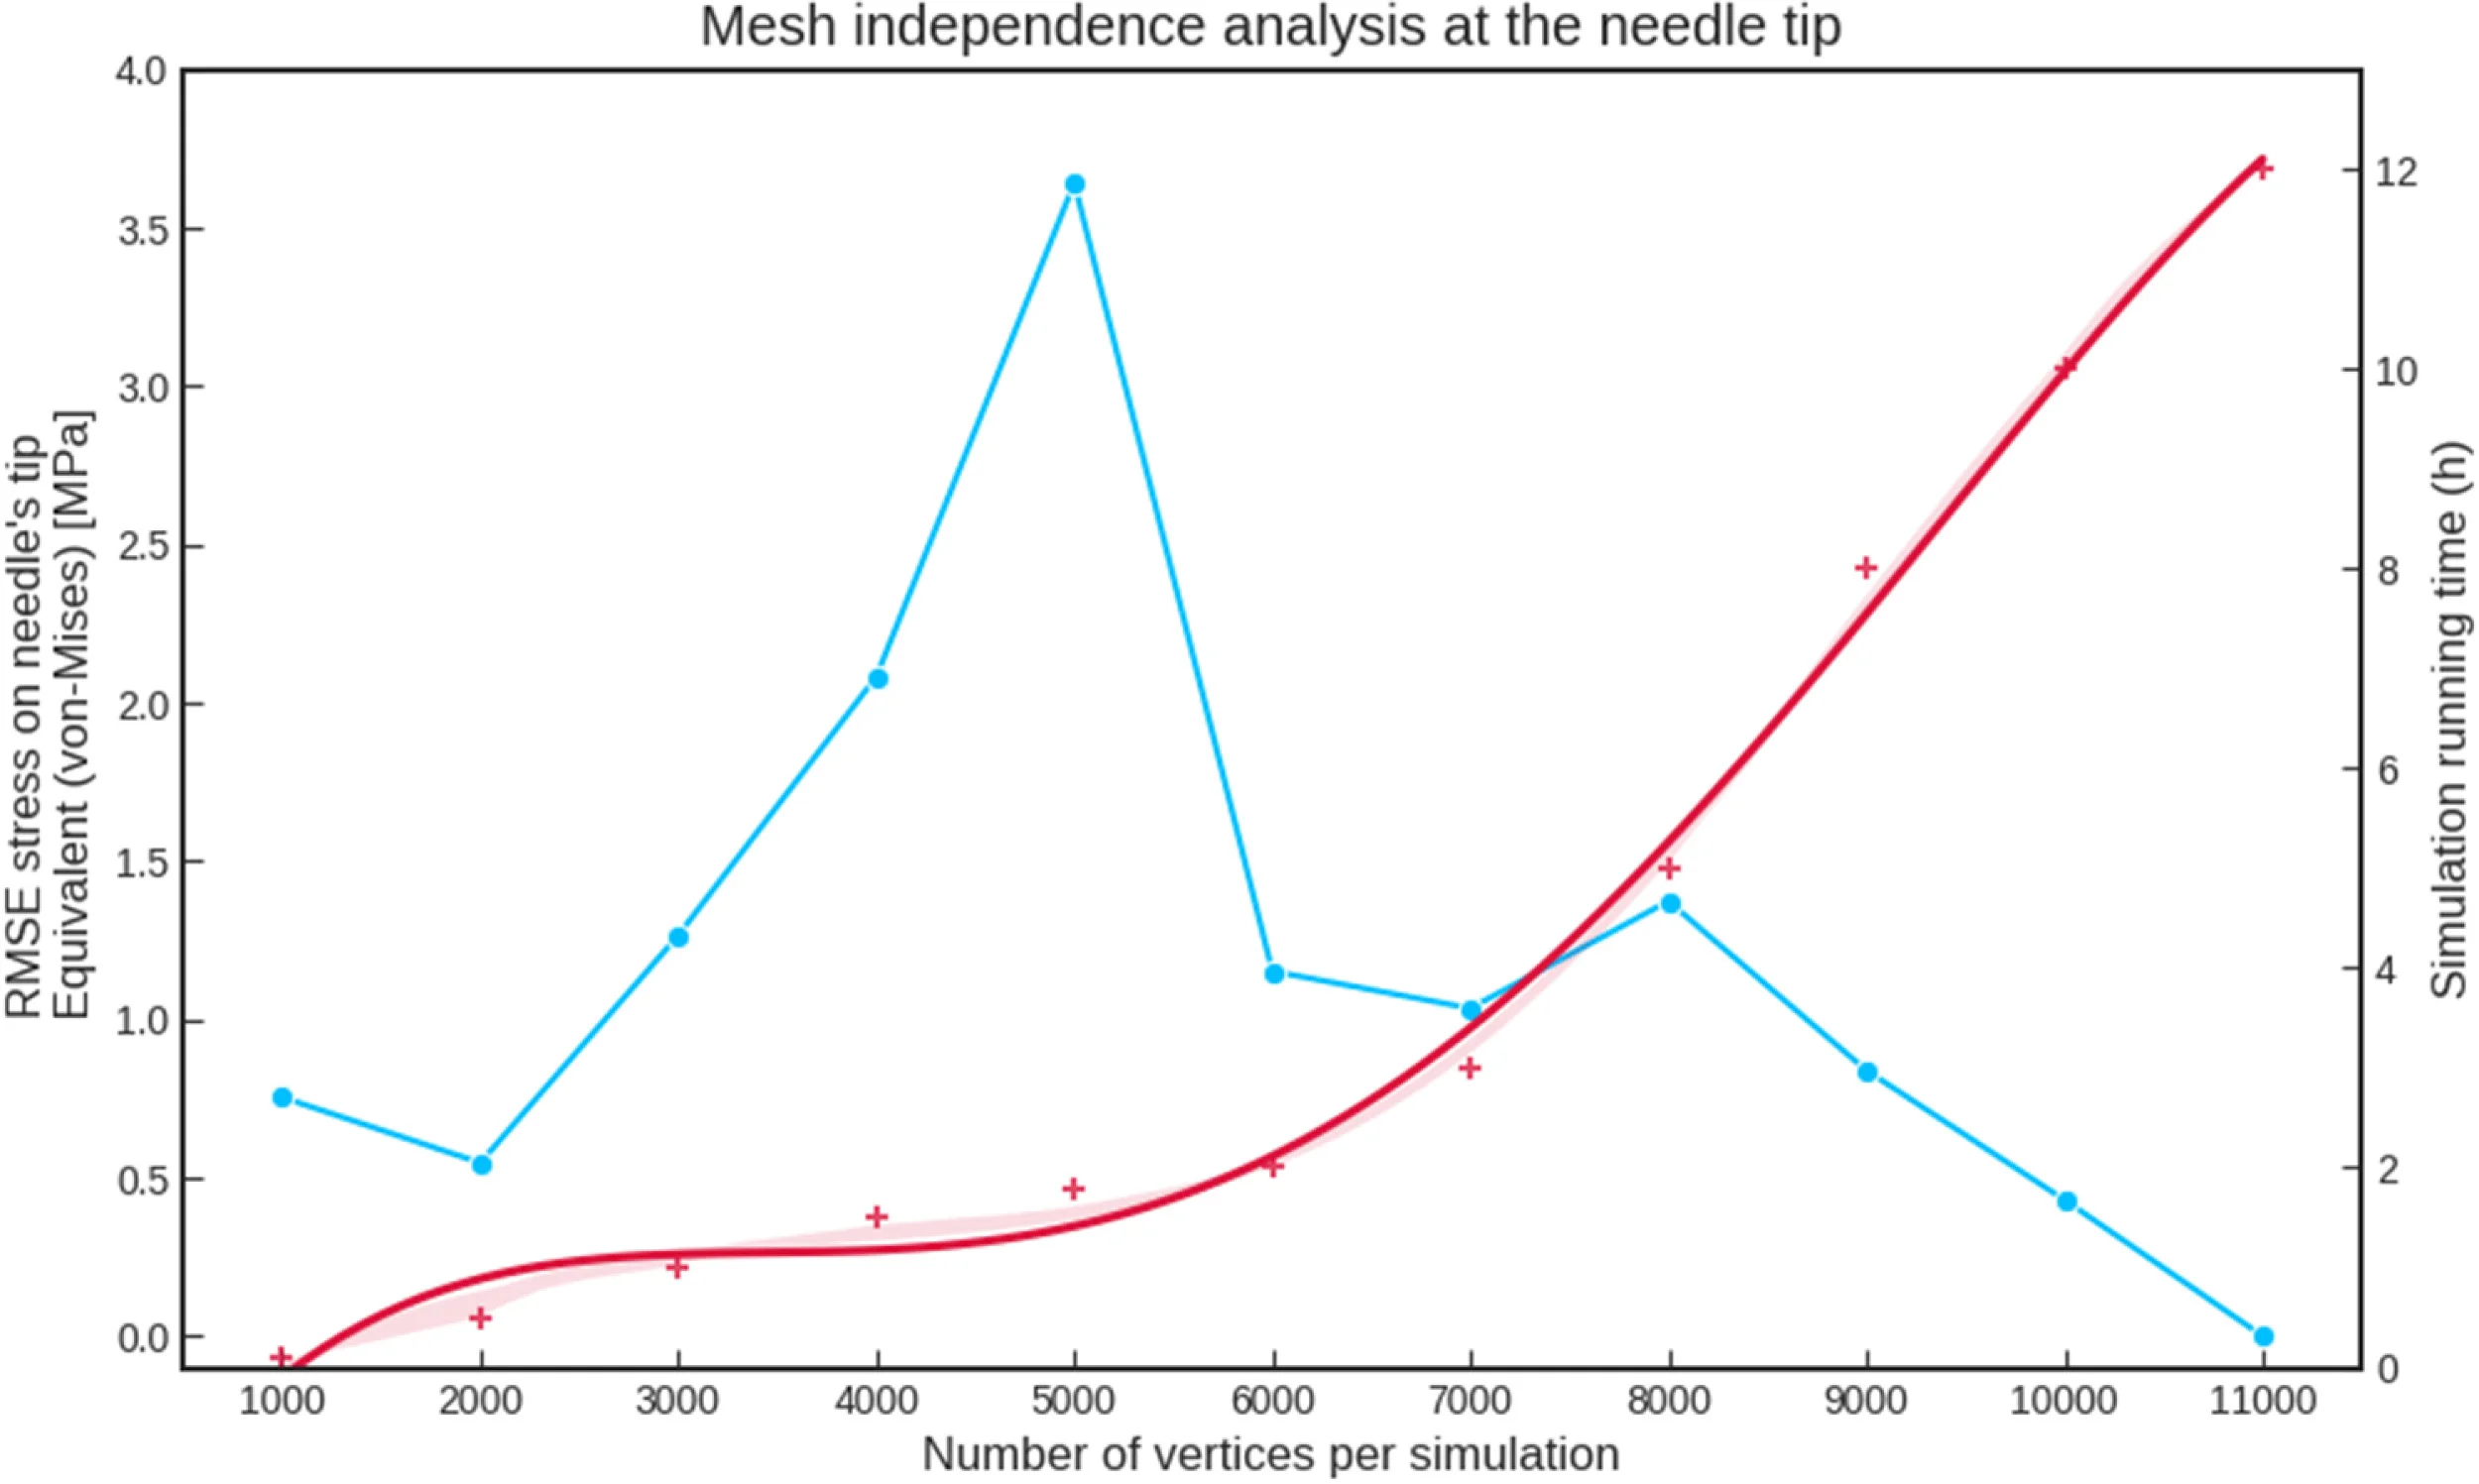 Mesh independence analysis at the needle tip
RMSE stress on needle's tip
Equivalent (von-Mises) [MPa]
4.0
3.5
3.0
2.5
2.0
1.5
1.0
0.5
0.0
12
10
8
6
4
2
0
Simulation running time (h)
1000 2000 3000 4000 5000 6000 7000 8000 9000 10000 11000
Number of vertices per simulation